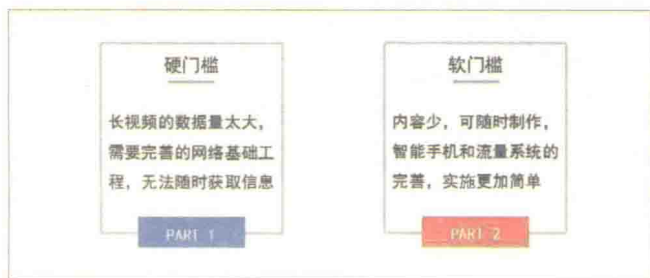 硬门槛
长视频的数据量太大，
需要完善的网络基础工
程，无法随时获取信息
PART 1
软门槛
内容少，可随时制作，
智能手机和流量系统的
完善，实施更加简单
PART 2